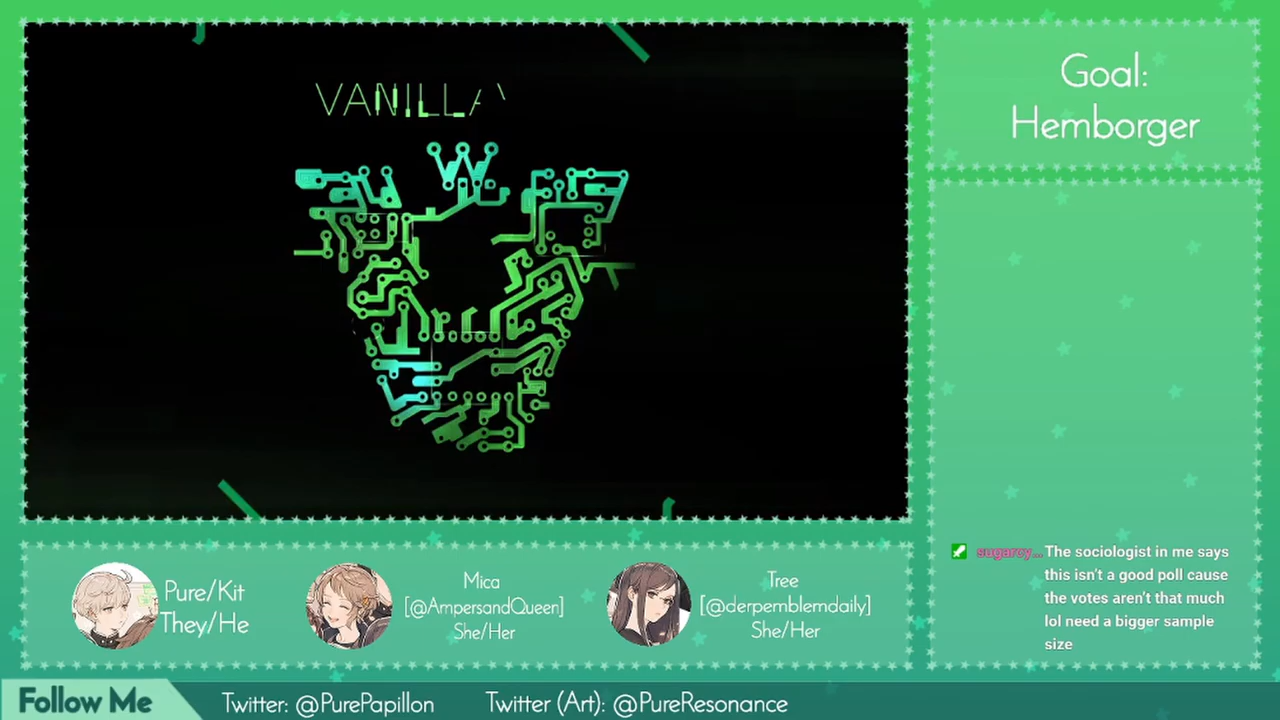 VANILLA
Goal:
Hemborger
The sociologist in me says
this isn't a good poll cause
the votes aren't that much
lol need a bigger sample
size
Pure/Kit
They/He
Mica
[@AmpersandQueen]
She/Her
Tree
[@derpemblemdaily]
She/Her
Follow Me
Twitter: @PurePapillon
Twitter (Art): @PureResonance